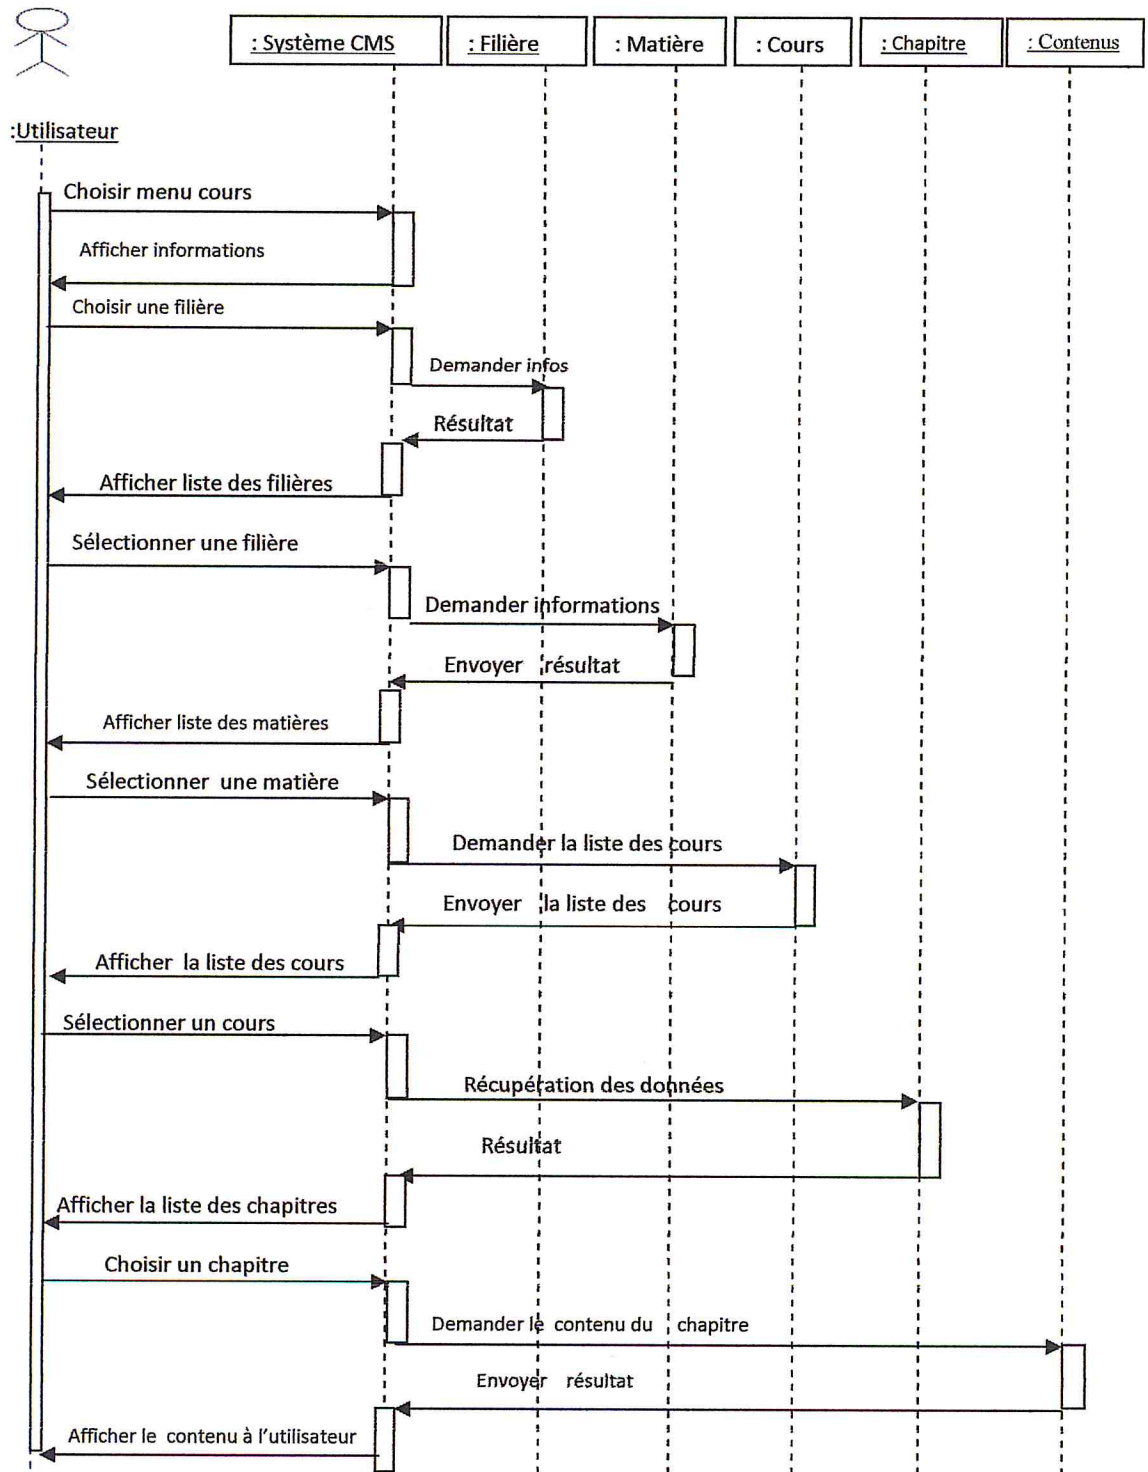 : Système CMS
: Filière
: Matière
: Cours
: Chapitre
: Contenus
:Utilisateur
Choisir menu cours
Afficher informations
Choisir une filière
Demander infos
Résultat
Afficher liste des filières
Sélectionner une filière
Demander informations
Envoyer résultat
Afficher liste des matières
Sélectionner une matière
Demander la liste des cours
Envoyer la liste des cours
Afficher la liste des cours
Sélectionner un cours
Récupération des données
Résultat
Afficher la liste des chapitres
Choisir un chapitre
Demander le contenu du chapitre
Envoyer résultat
Afficher le contenu à l'utilisateur